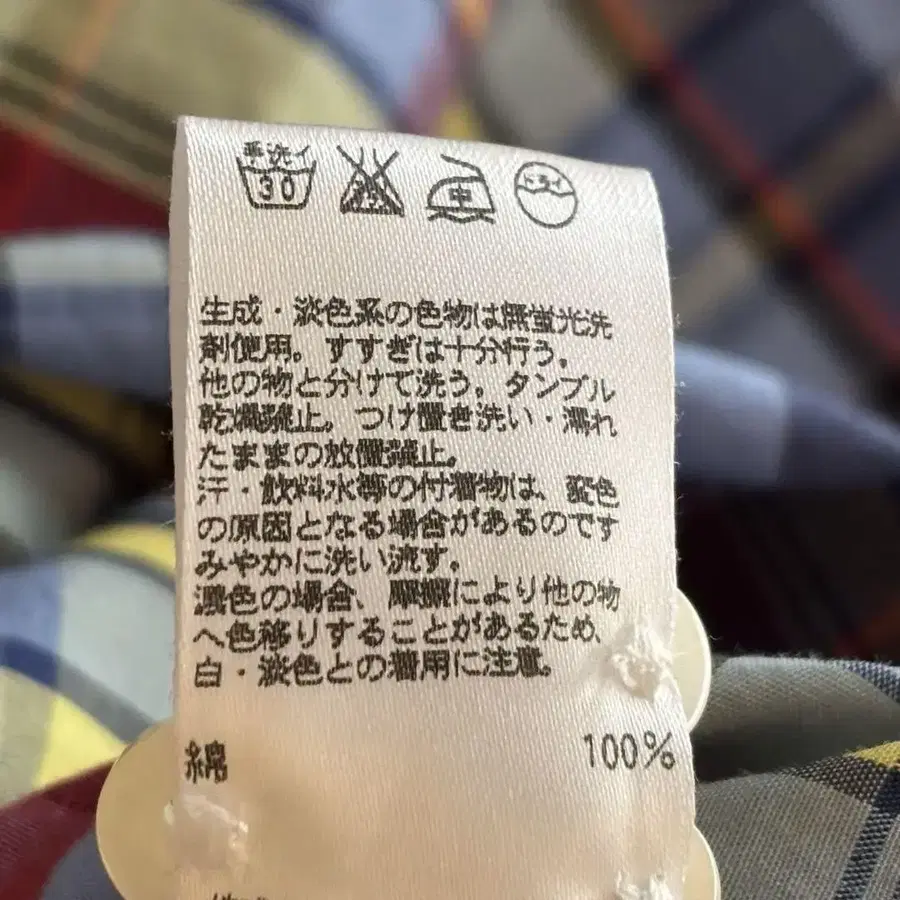 手洗イ
30
中
ドライ
生成・淡色系の色物は無蛍光洗
剤使用。すすぎは十分行う。
他の物と分けて洗う。タンブル
乾燥禁止。つけ置き洗い・濡れ
たままの放置禁止。
汗・飲料水等の付着物は、変色
の原因となる場合があるのです
みやかに洗い流す。
濃色の場合、摩擦により他の物
へ色移りすることがあるため、
白・淡色との着用に注意。
綿 100%